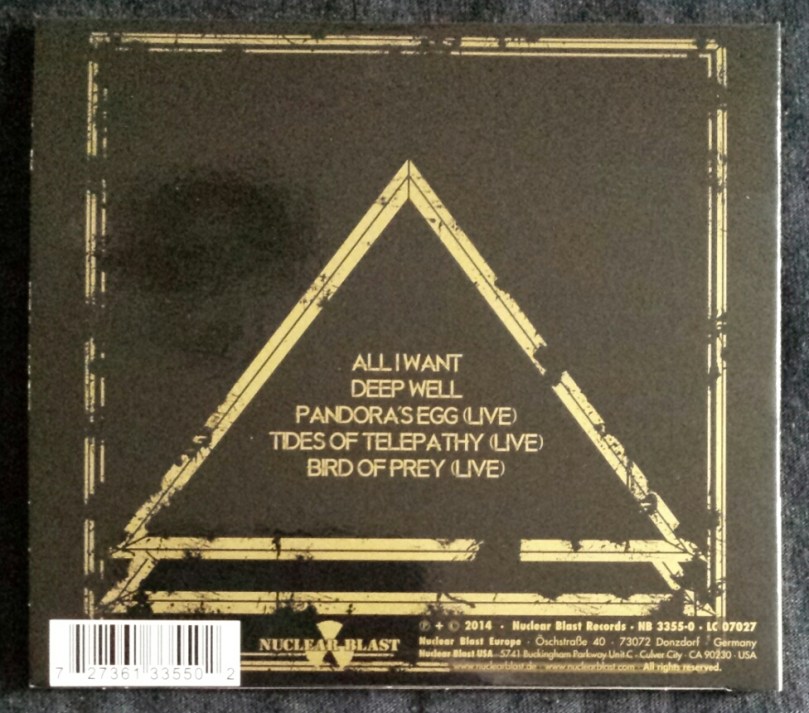 ALL I WANT
DEEP WELL
PANDORA'S EGG (LIVE)
TIDES OF TELEPATHY (LIVE)
BIRD OF PREY (LIVE)
7 27361 33550 2
NUCLEAR BLAST
℗ + © 2014 · Nuclear Blast Records · NB 3355-0 · LC 07027
Nuclear Blast Europe · Öschstraße 40 · 73072 Donzdorf · Germany
Nuclear Blast USA · 5741 Buckingham Parkway Unit C · Culver City · CA 90230 · USA
www.nuclearblast.de · www.nuclearblast.com · All rights reserved.